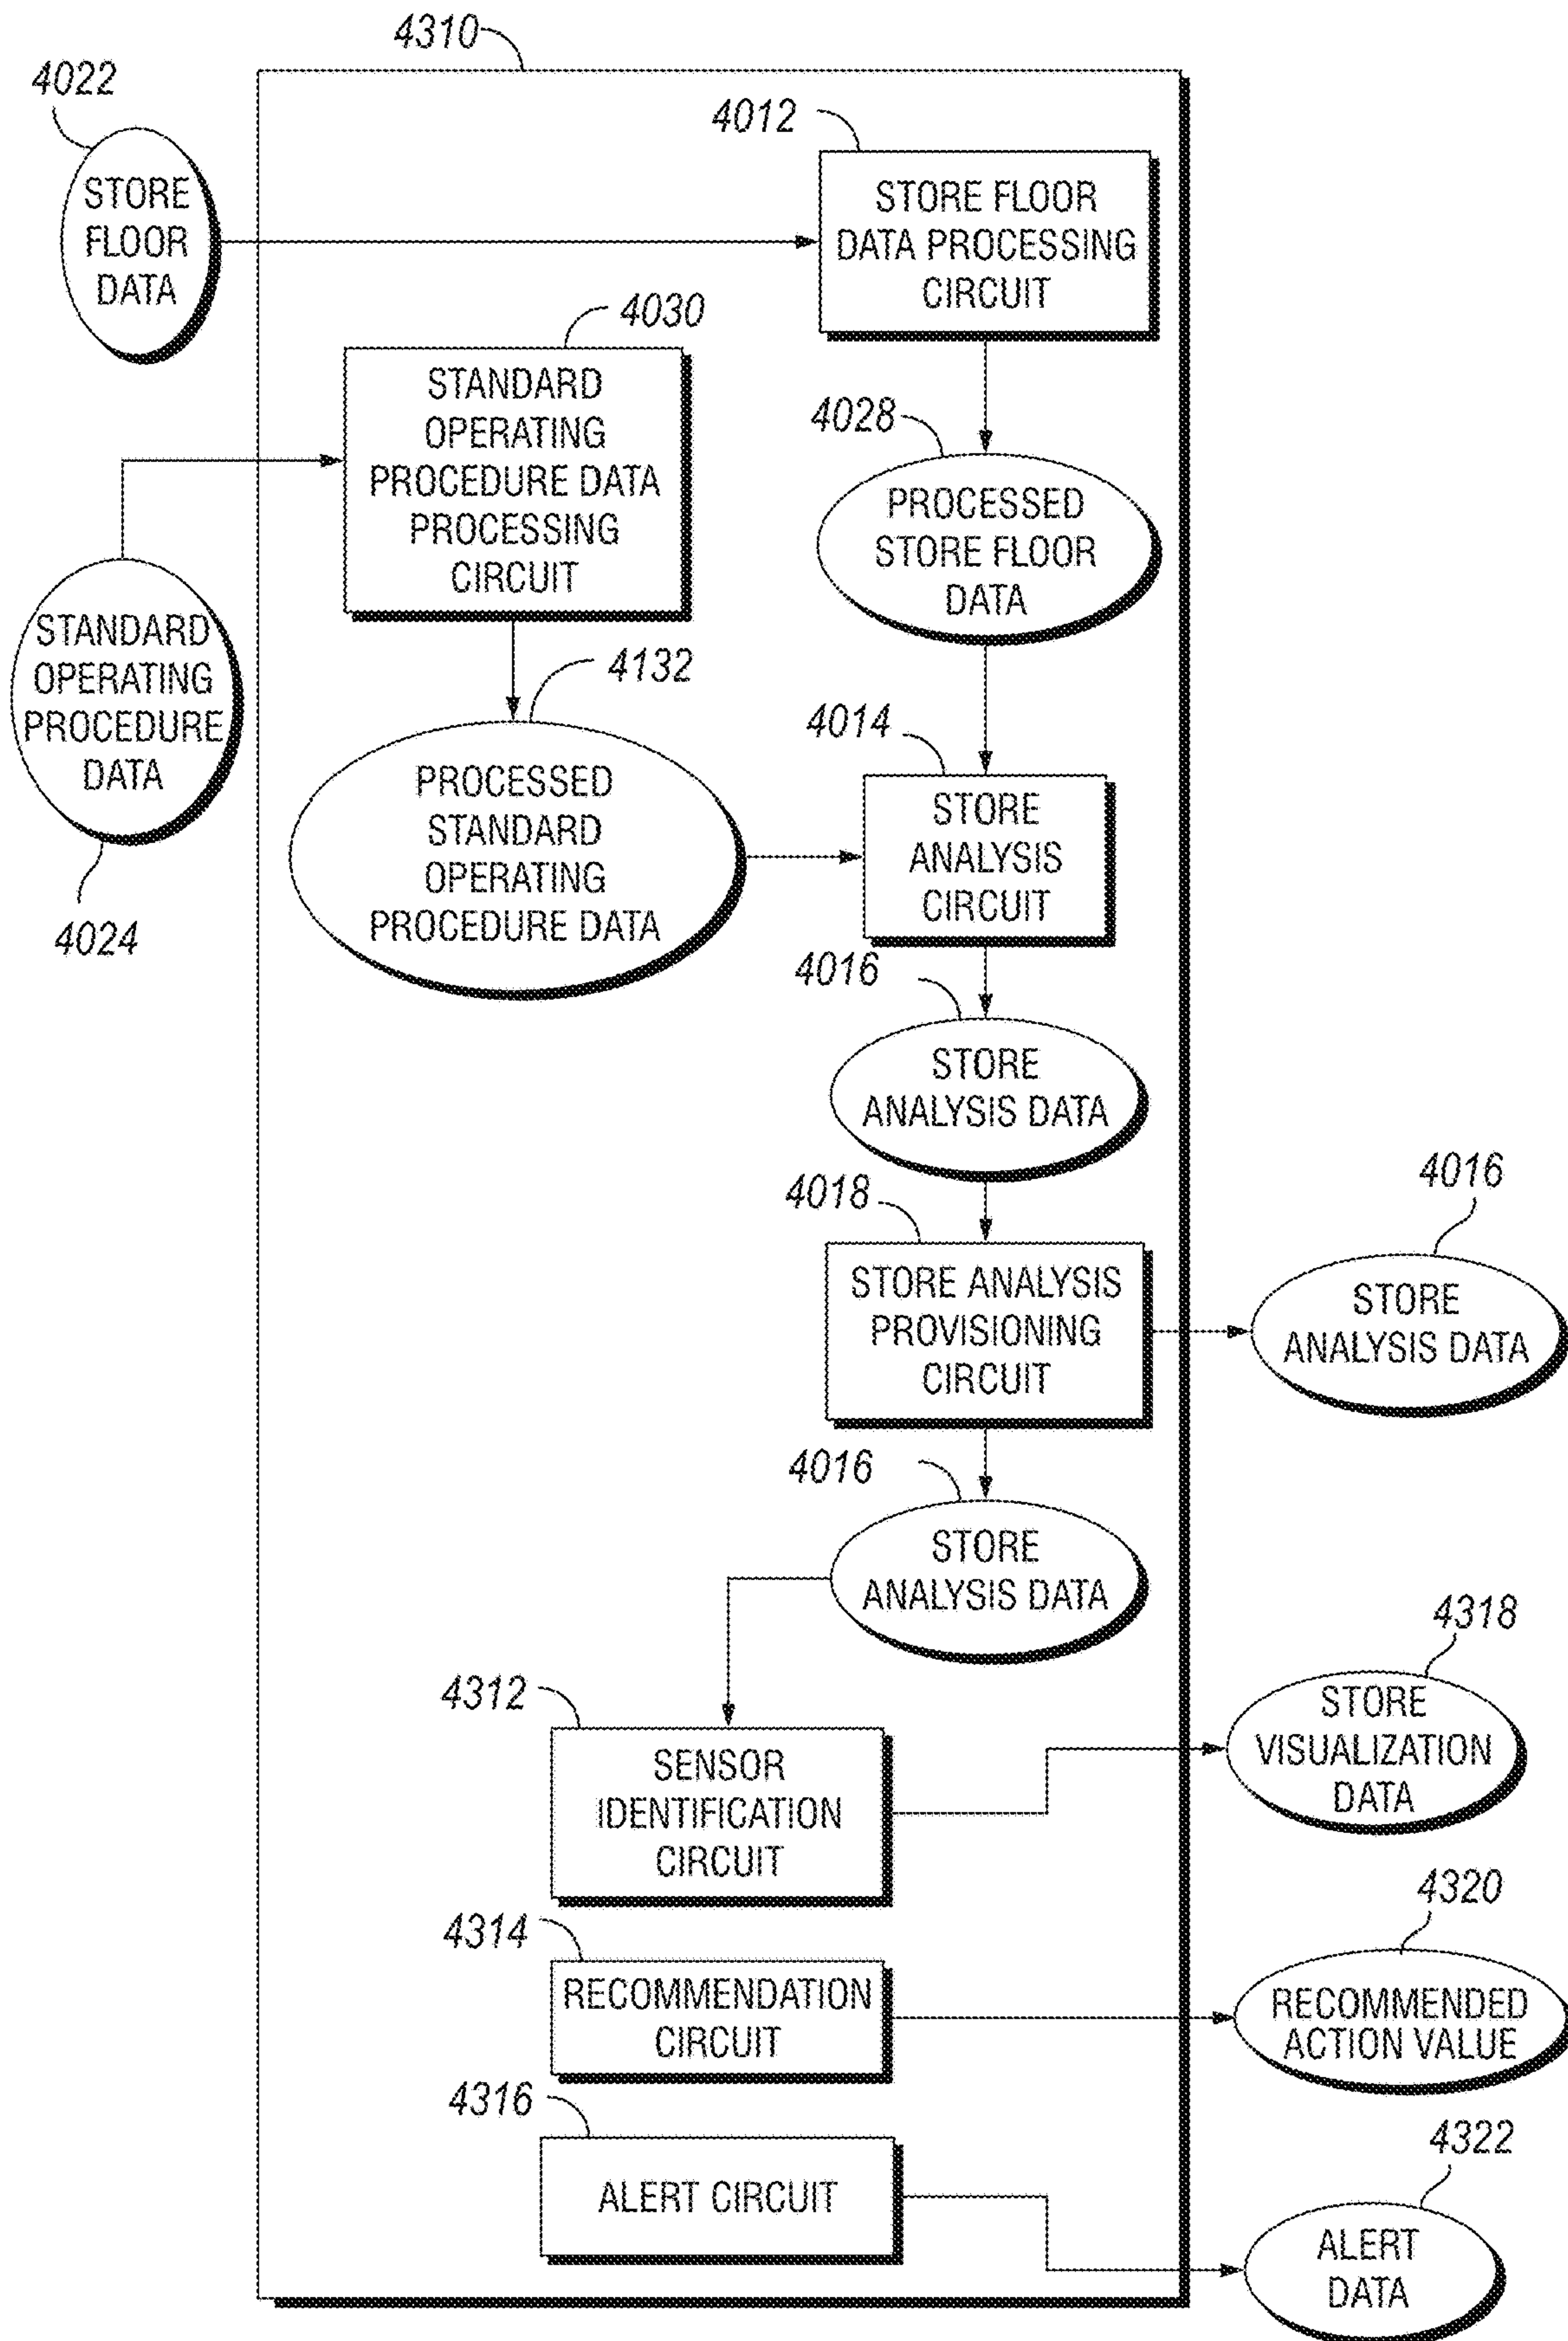 4310
4022
STORE
FLOOR
DATA
4012
STORE FLOOR
DATA PROCESSING
CIRCUIT
4030
STANDARD
OPERATING
PROCEDURE DATA
PROCESSING
CIRCUIT
4028
PROCESSED
STORE FLOOR
DATA
STANDARD
OPERATING
PROCEDURE
DATA
4024
4132
PROCESSED
STANDARD
OPERATING
PROCEDURE DATA
4014
STORE
ANALYSIS
CIRCUIT
4016
STORE
ANALYSIS DATA
4018
STORE ANALYSIS
PROVISIONING
CIRCUIT
4016
STORE
ANALYSIS DATA
4016
STORE
ANALYSIS DATA
4312
SENSOR
IDENTIFICATION
CIRCUIT
4318
STORE
VISUALIZATION
DATA
4314
RECOMMENDATION
CIRCUIT
4320
RECOMMENDED
ACTION VALUE
4316
ALERT CIRCUIT
4322
ALERT
DATA